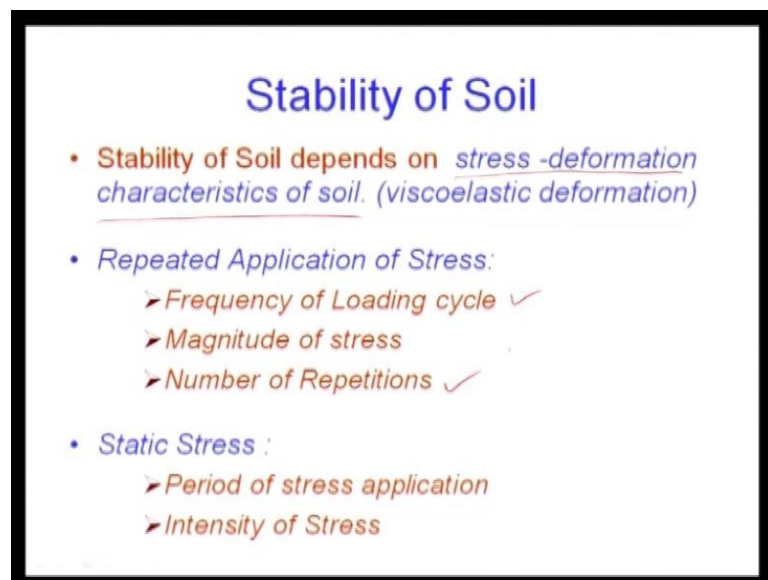 Stability of Soil
• Stability of Soil depends on stress -deformation
characteristics of soil. (viscoelastic deformation)
• Repeated Application of Stress:
➤Frequency of Loading cycle ✓
➤Magnitude of stress
➤Number of Repetitions ✓
• Static Stress :
➤Period of stress application
➤Intensity of Stress